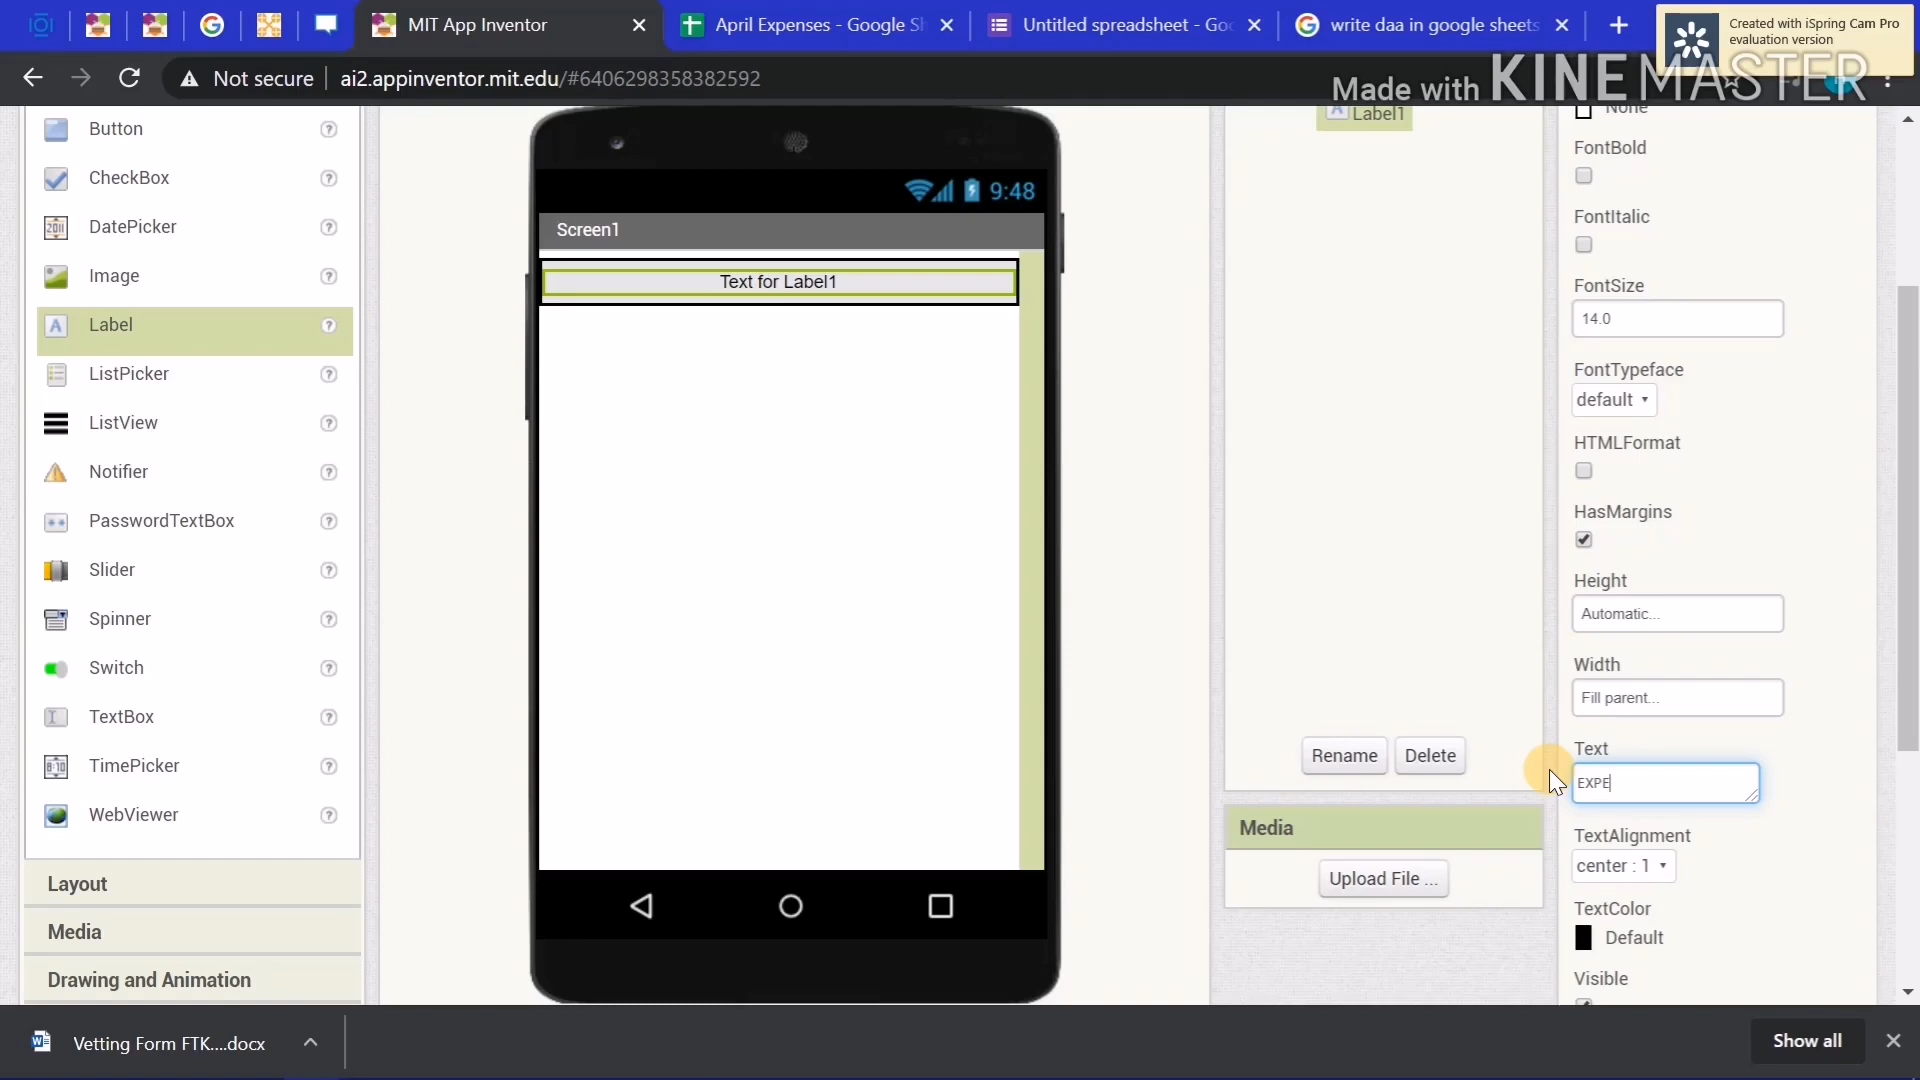 MIT App Inventor
April Expenses - Google Sh
Untitled spreadsheet - Goo
write daa in google sheets
Created with iSpring Cam Pro
evaluation version
Not secure
ai2.appinventor.mit.edu/#6406298358382592
Made with KINEMASTER
Button
CheckBox
DatePicker
Image
Label
ListPicker
ListView
Notifier
PasswordTextBox
Slider
Spinner
Switch
TextBox
TimePicker
WebViewer
Layout
Media
Drawing and Animation
9:48
Screen1
Text for Label1
Label1
Rename
Delete
Media
Upload File ...
None
FontBold
FontItalic
FontSize
14.0
FontTypeface
default
HTMLFormat
HasMargins
Height
Automatic...
Width
Fill parent...
Text
EXPE
TextAlignment
center : 1
TextColor
Default
Visible
Vetting Form FTK....docx
Show all